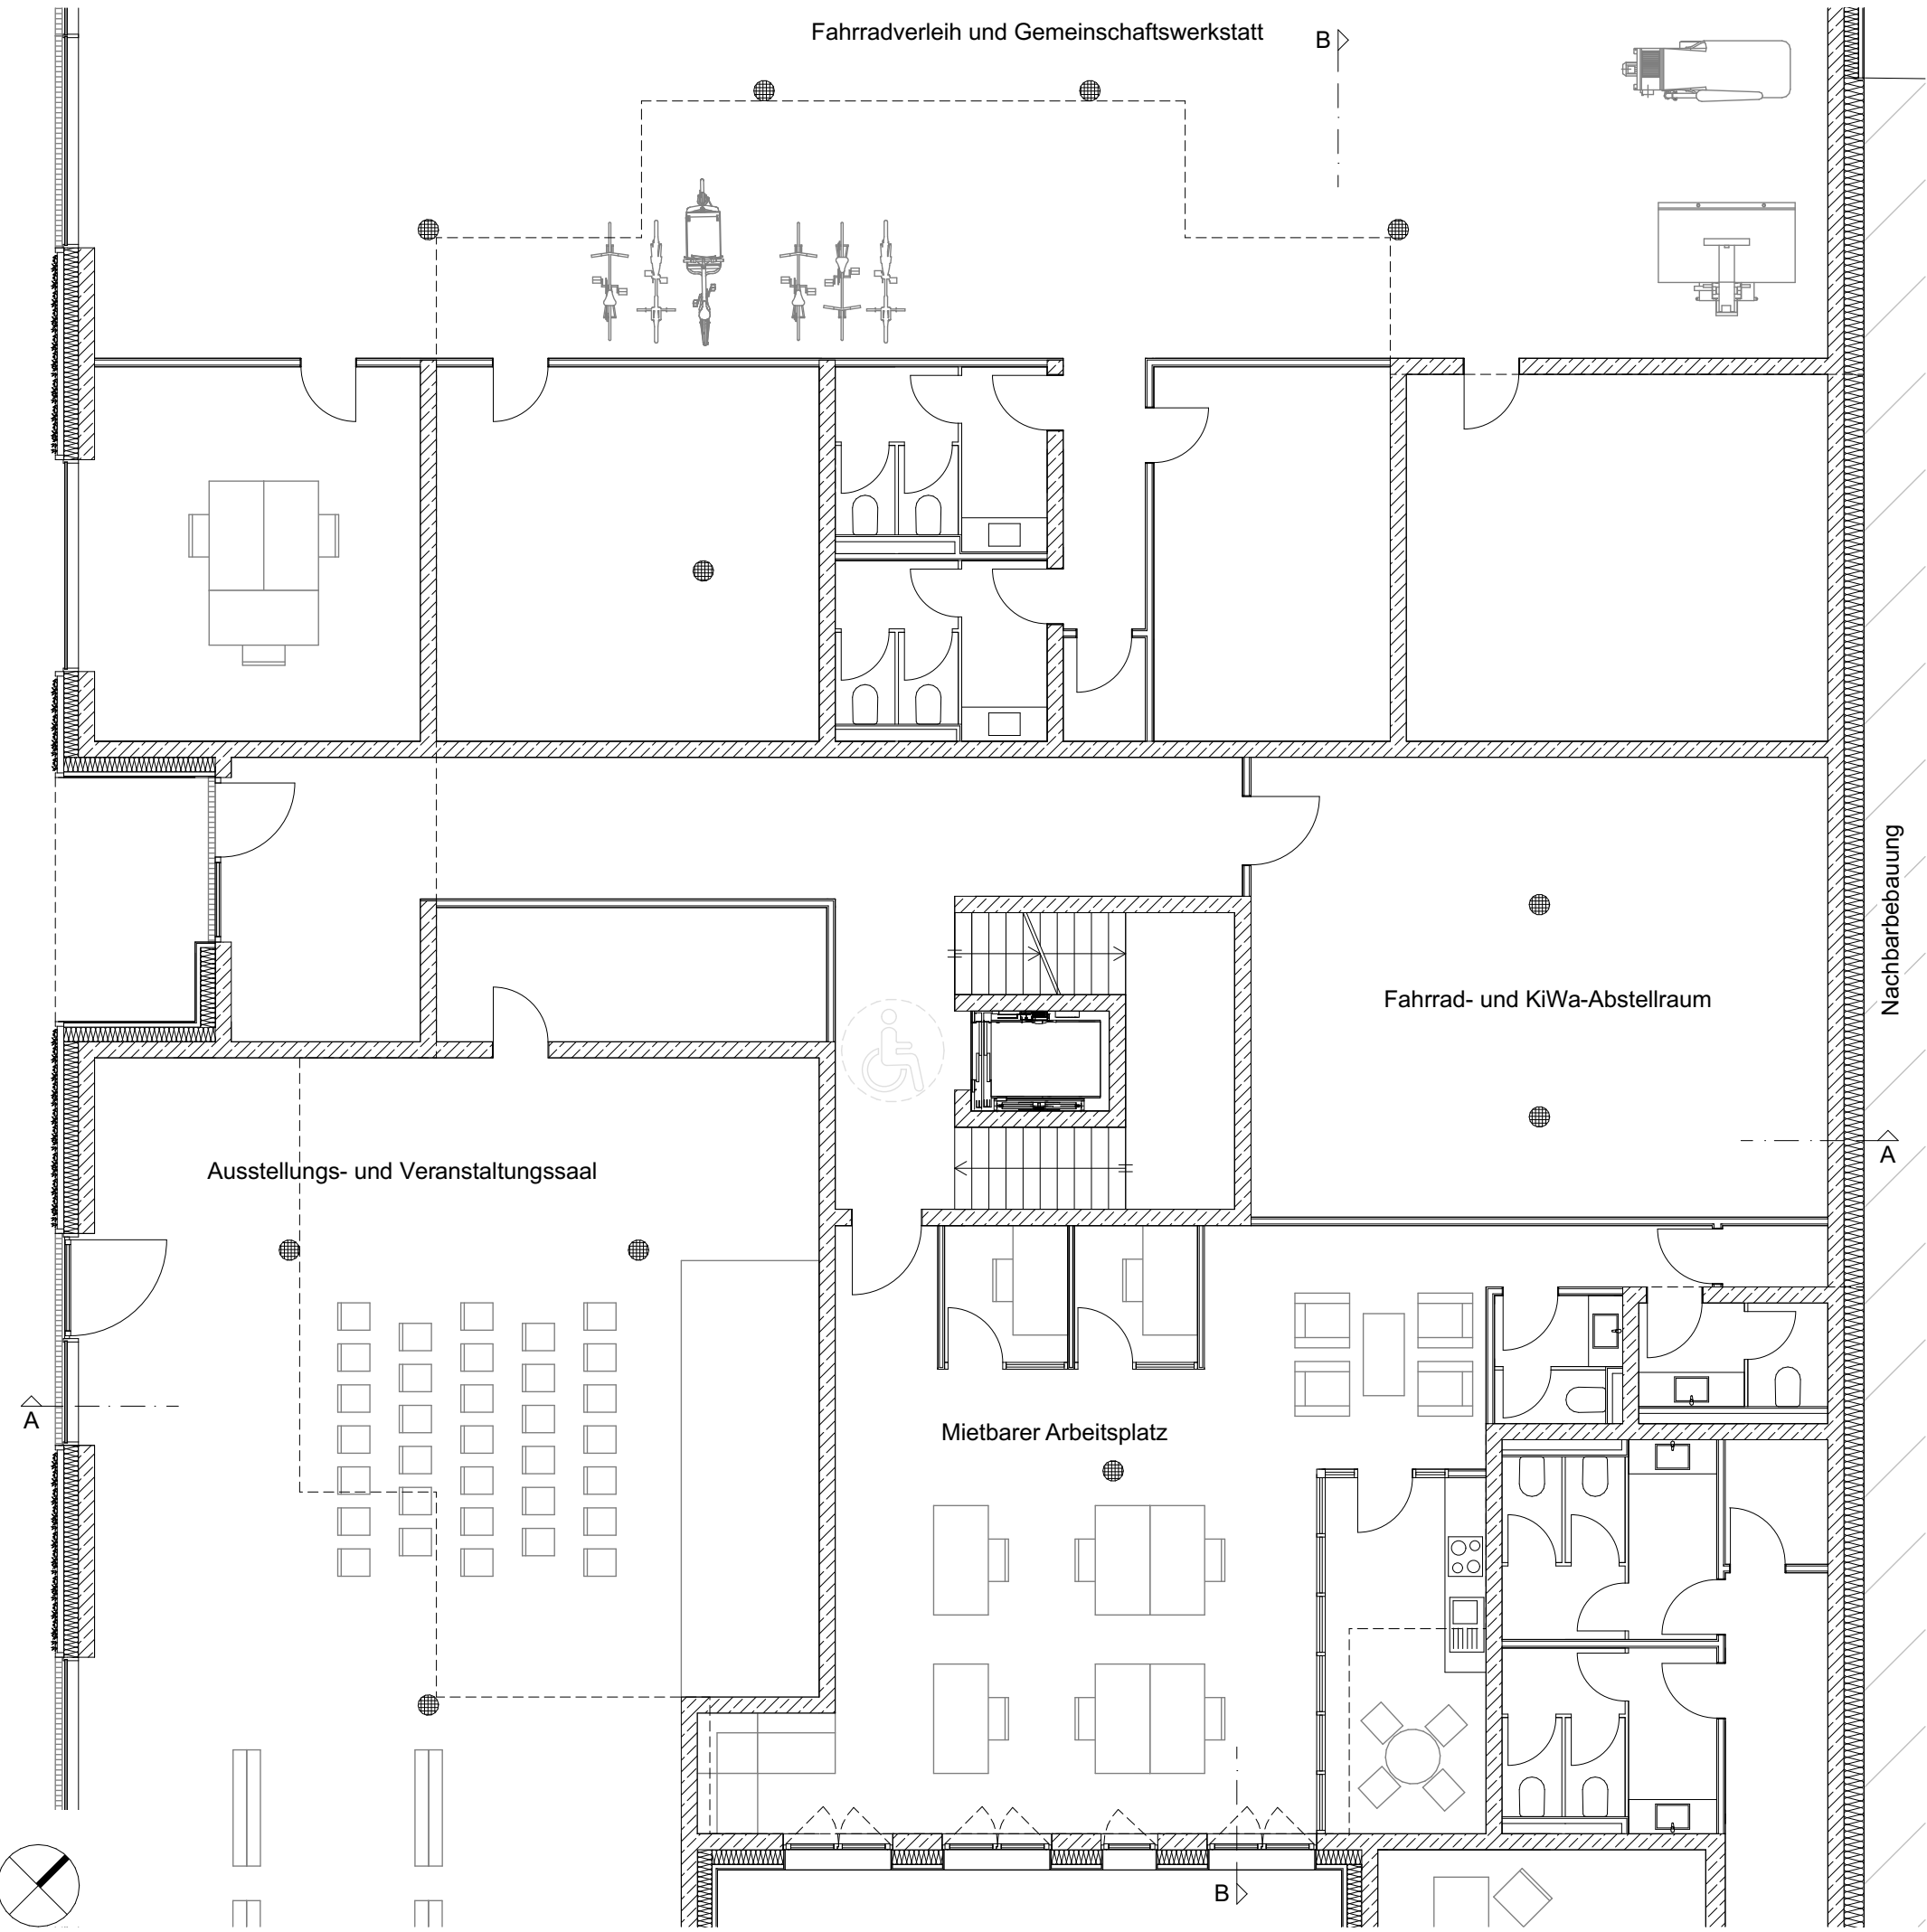 Fahrradverleih und Gemeinschaftswerkstatt
B
Nachbarbebauung
Fahrrad- und KiWa-Abstellraum
A
Ausstellungs- und Veranstaltungssaal
A
Mietbarer Arbeitsplatz
B